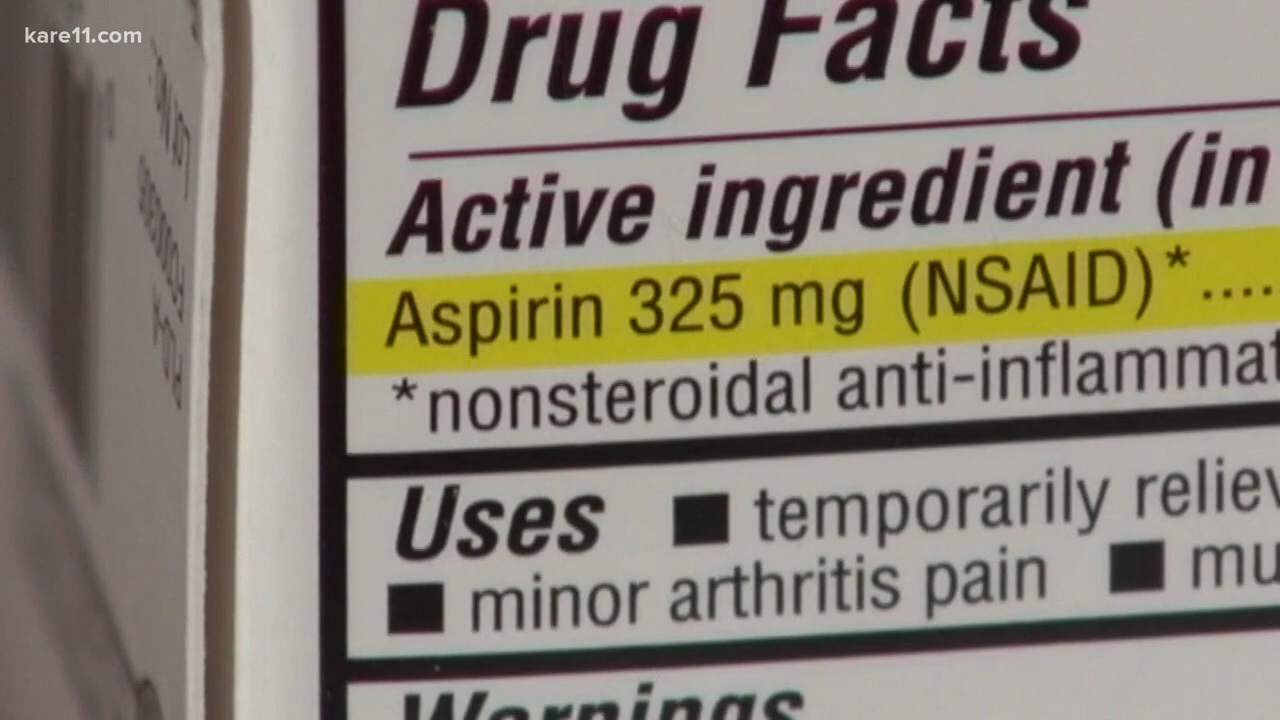 kare11.com
Drug Facts
Active ingredient (in
Aspirin 325 mg (NSAID)* ....
*nonsteroidal anti-inflammat
Uses ■ temporarily reliev
■ minor arthritis pain ■ mu
Warnings